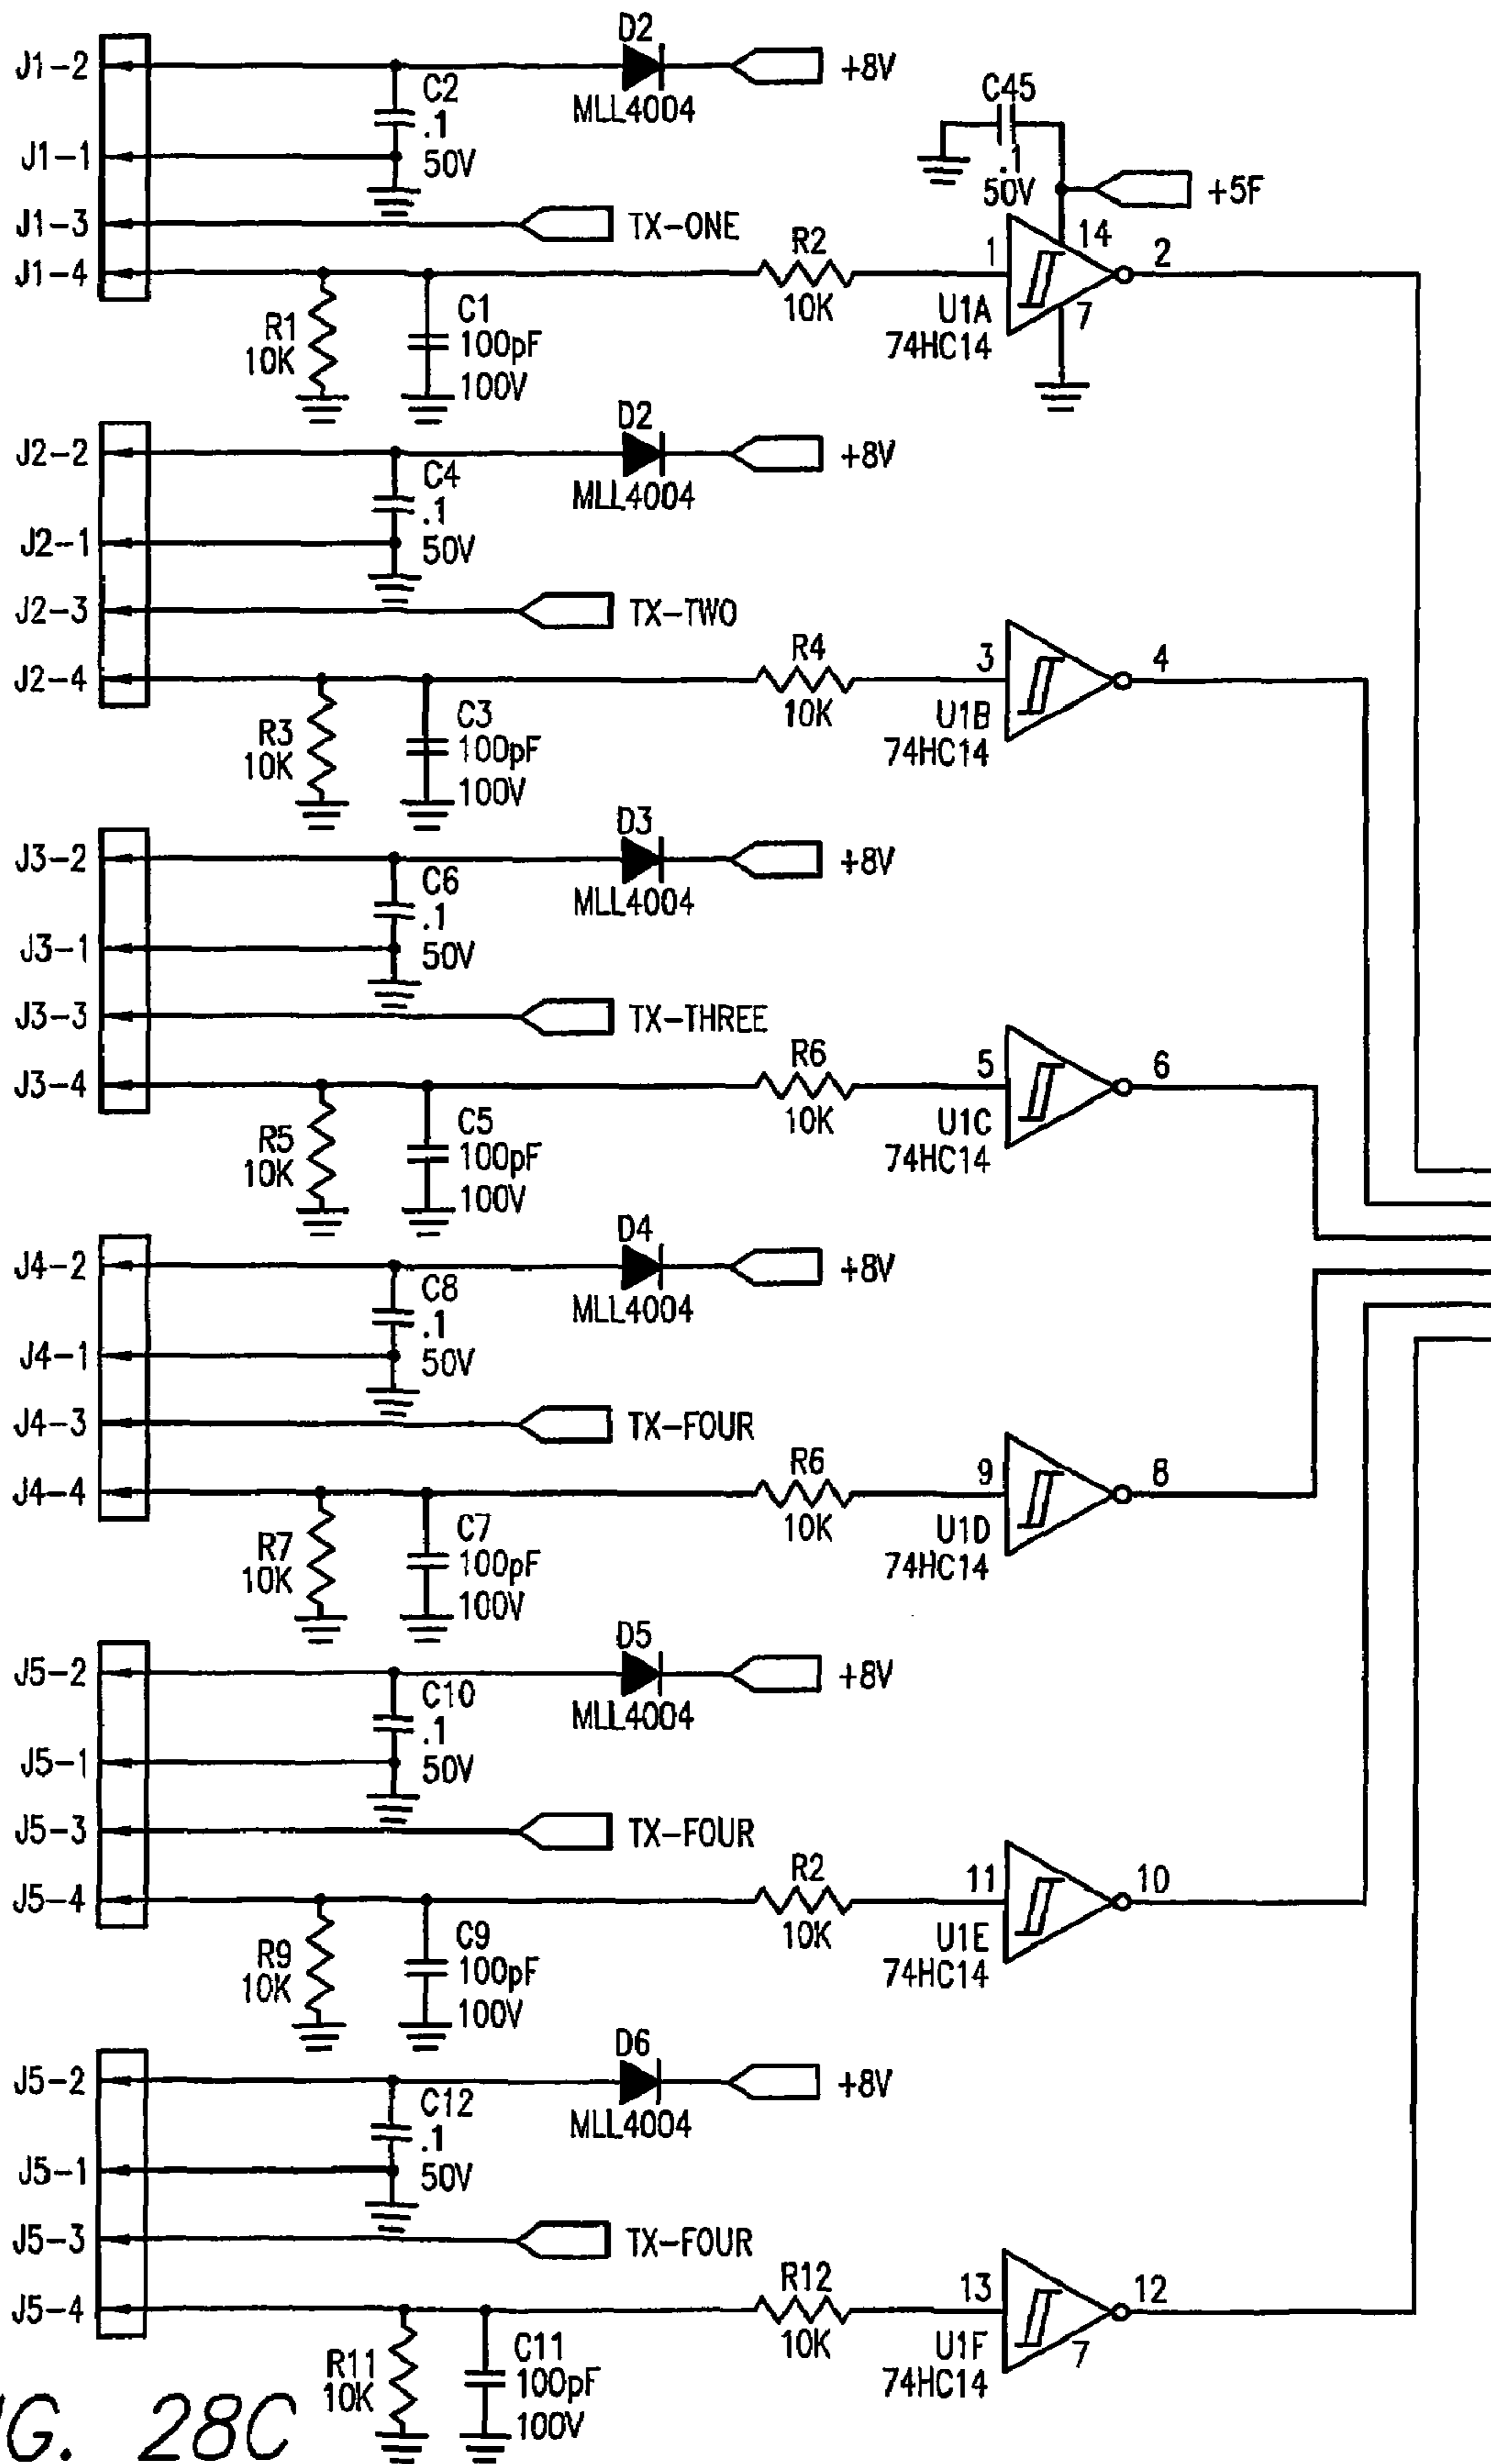 D2
J1-2
+8V
C2
MLL4004
C45
.1
J1-1
50V
.1
50V
+5F
J1-3
TX-ONE
R2
14
J1-4
1
2
10K
C1
U1A
7
R1
100pF
74HC14
10K
100V
D2
J2-2
+8V
C4
MLL4004
.1
J2-1
50V
J2-3
TX-TWO
R4
3
4
J2-4
10K
C3
U1B
R3
100pF
74HC14
10K
100V
D3
J3-2
+8V
C6
MLL4004
.1
J3-1
50V
J3-3
TX-THREE
R6
5
6
J3-4
10K
C5
U1C
R5
100pF
74HC14
10K
100V
D4
J4-2
+8V
C8
MLL4004
.1
J4-1
50V
J4-3
TX-FOUR
R6
9
8
J4-4
10K
C7
U1D
R7
100pF
74HC14
10K
100V
D5
J5-2
+8V
C10
MLL4004
.1
J5-1
50V
J5-3
TX-FOUR
R2
11
10
J5-4
10K
C9
U1E
R9
100pF
74HC14
10K
100V
D6
J5-2
+8V
C12
MLL4004
.1
J5-1
50V
J5-3
TX-FOUR
R12
13
12
J5-4
10K
C11
U1F
7
R11
100pF
74HC14
10K
100V
G. 28C